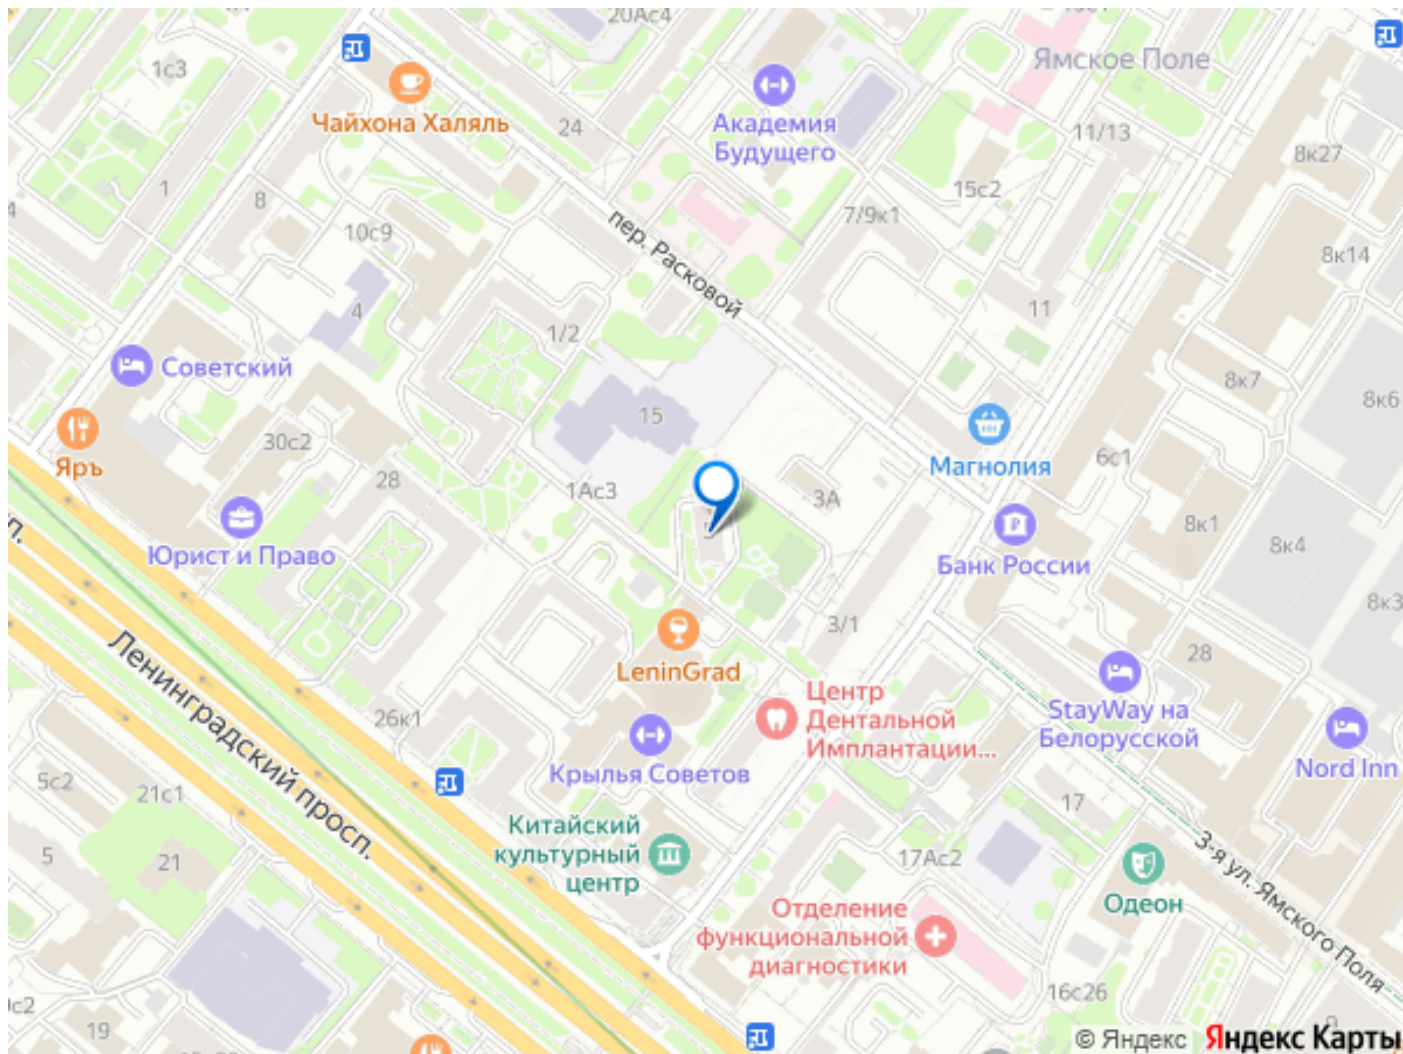 20Ас4
Ямское Поле
1с3
Чайхона Халяль
24
Академия
Будущего
11/13
8к27
1
8
15с2
7/9к1
10с9
пер. Расковой
8к14
4
1/2
11
Советский
8к7
8к6
15
30с2
Яръ
28
1Ас3
3А
Магнолия
6с1
Юрист и Право
8к1
8к4
Банк России
8к3
3/1
LeninGrad
28
Ленинградский просп.
26к1
Центр
Дентальной
Имплантации...
StayWay на
Белорусской
Крылья Советов
Nord Inn
5с2
21с1
17
Китайский
культурный
центр
5
21
17Ас2
3-я ул. Ямского Поля
Одеон
Отделение
функциональной
диагностики
16с26
19
© Яндекс Яндекс Карты